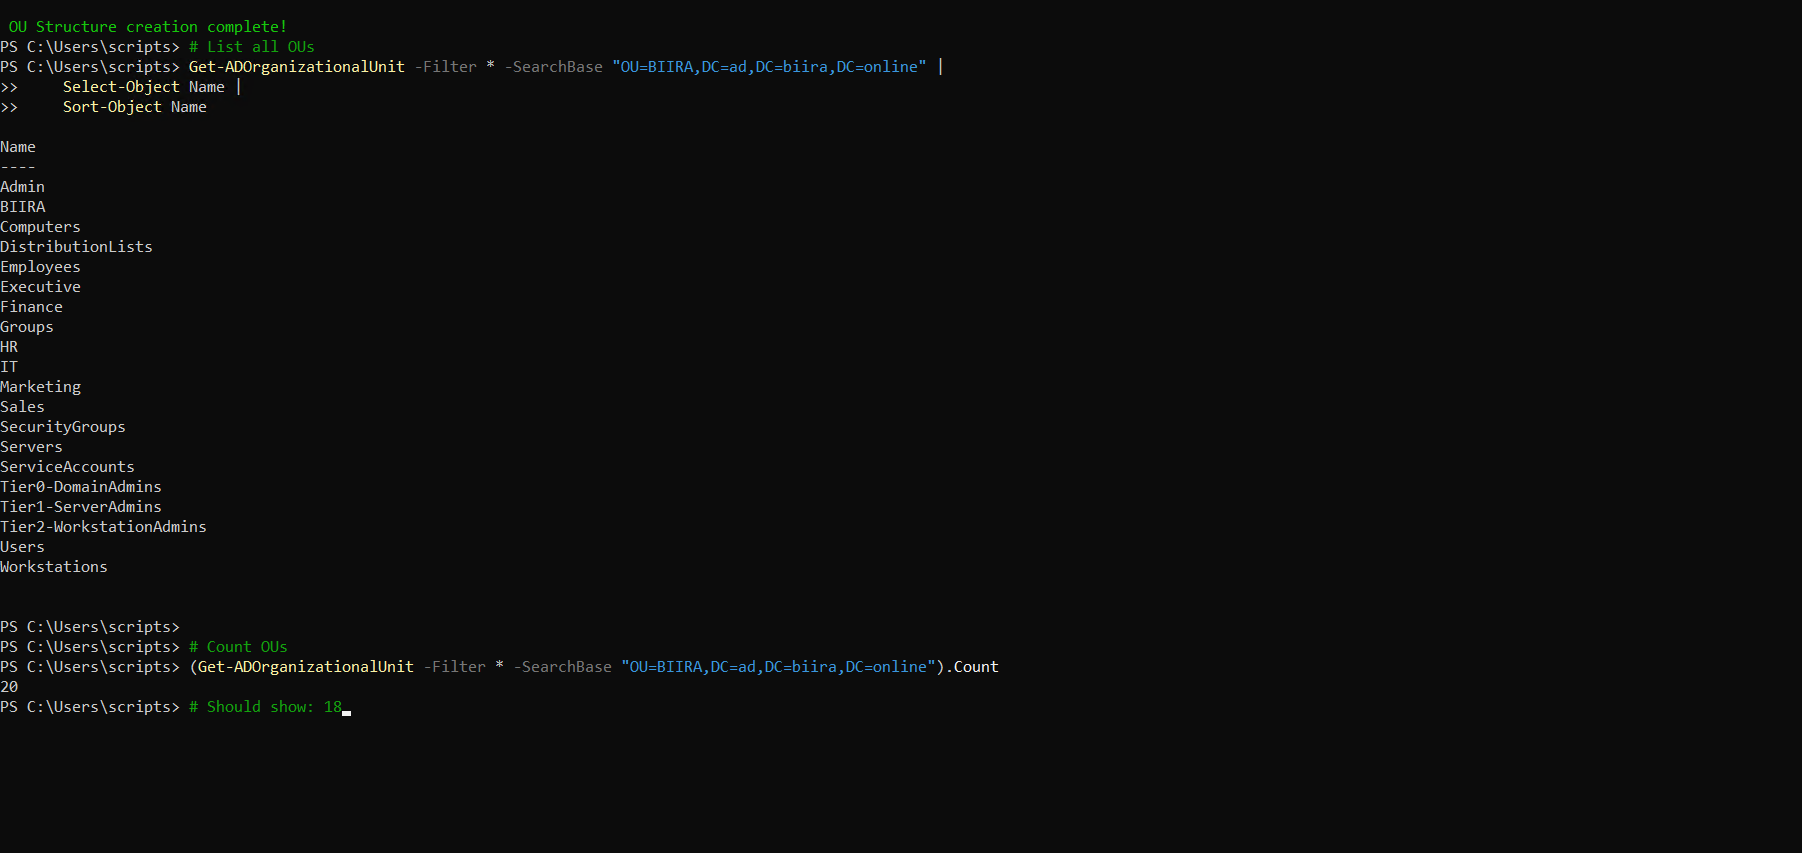 OU Structure creation complete!
PS C:\Users\scripts> # List all OUs
PS C:\Users\scripts> Get-ADOrganizationalUnit -Filter * -SearchBase "OU=BIIRA,DC=ad,DC=biira,DC=online" |
>>     Select-Object Name |
>>     Sort-Object Name
Name
----
Admin
BIIRA
Computers
DistributionLists
Employees
Executive
Finance
Groups
HR
IT
Marketing
Sales
SecurityGroups
Servers
ServiceAccounts
Tier0-DomainAdmins
Tier1-ServerAdmins
Tier2-WorkstationAdmins
Users
Workstations
PS C:\Users\scripts>
PS C:\Users\scripts> # Count OUs
PS C:\Users\scripts> (Get-ADOrganizationalUnit -Filter * -SearchBase "OU=BIIRA,DC=ad,DC=biira,DC=online").Count
20
PS C:\Users\scripts> # Should show: 18